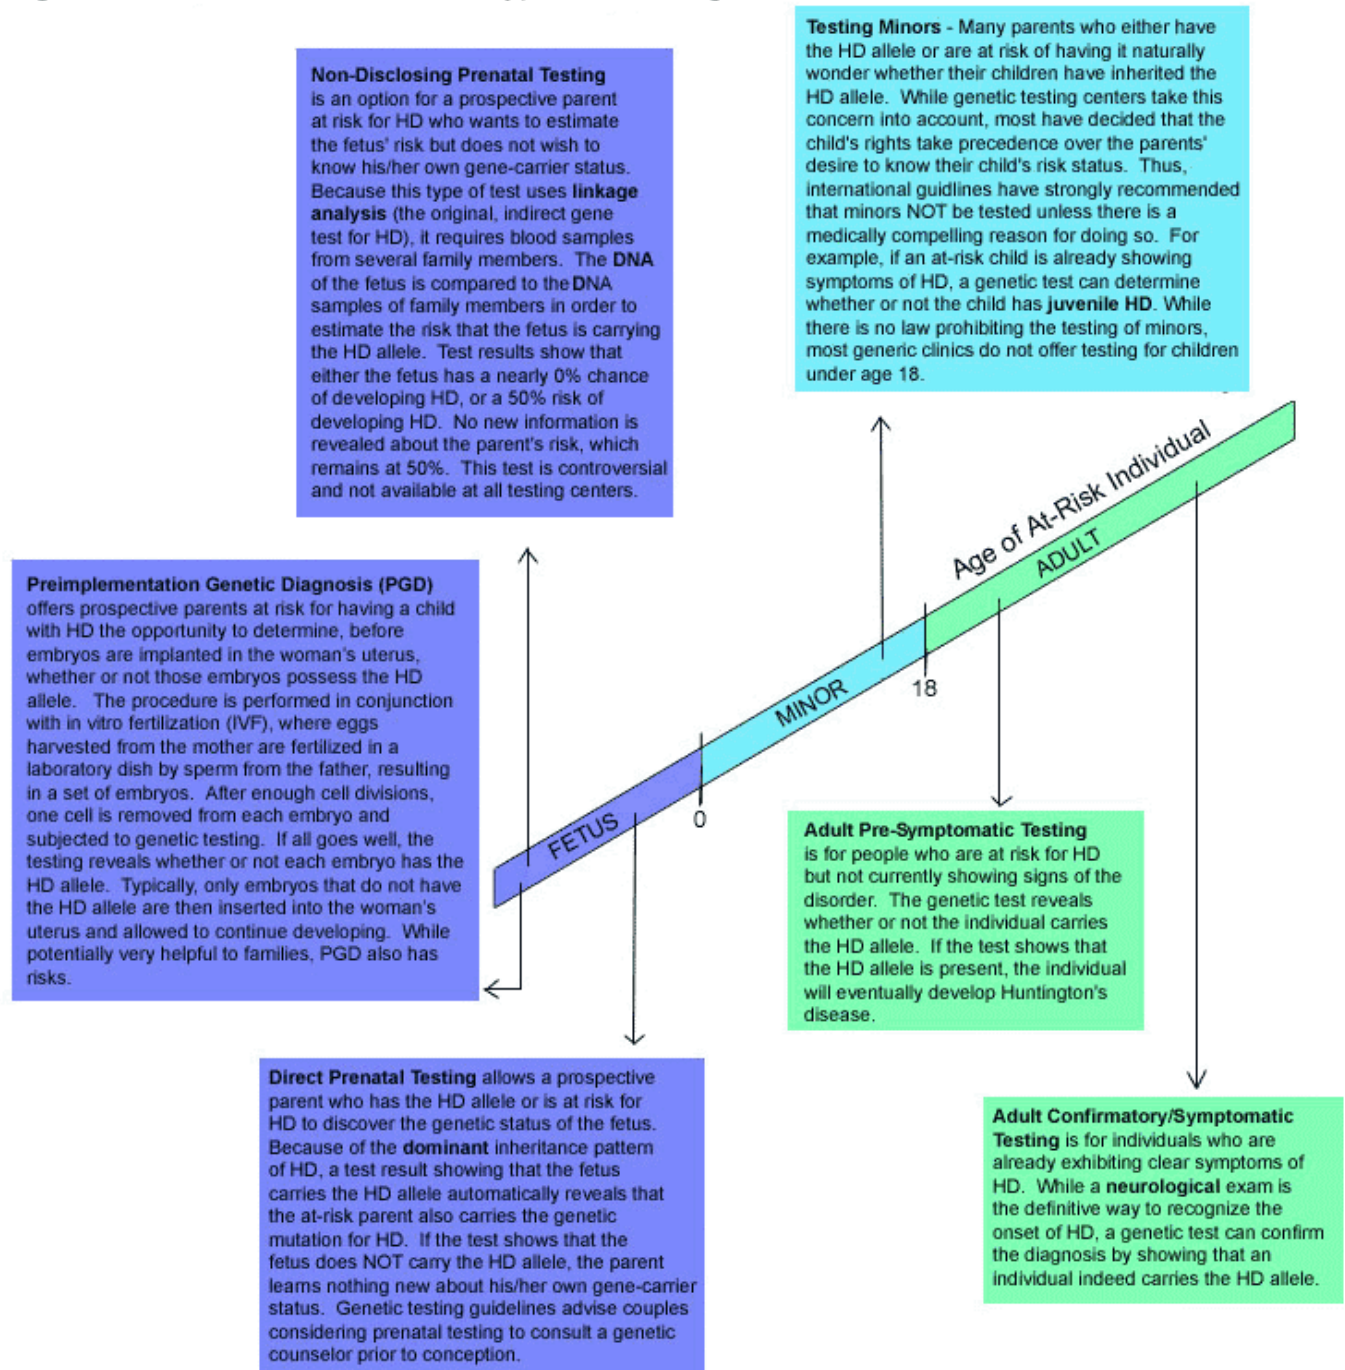 Testing Minors - Many parents who either have
the HD allele or are at risk of having it naturally
wonder whether their children have inherited the
HD allele.  While genetic testing centers take this
concern into account, most have decided that the
child's rights take precedence over the parents'
desire to know their child's risk status.  Thus,
international guidlines have strongly recommended
that minors NOT be tested unless there is a
medically compelling reason for doing so.  For
example, if an at-risk child is already showing
symptoms of HD, a genetic test can determine
whether or not the child has juvenile HD. While
there is no law prohibiting the testing of minors,
most generic clinics do not offer testing for children
under age 18.
Non-Disclosing Prenatal Testing
is an option for a prospective parent
at risk for HD who wants to estimate
the fetus' risk but does not wish to
know his/her own gene-carrier status.
Because this type of test uses linkage
analysis (the original, indirect gene
test for HD), it requires blood samples
from several family members.  The DNA
of the fetus is compared to the DNA
samples of family members in order to
estimate the risk that the fetus is carrying
the HD allele.  Test results show that
either the fetus has a nearly 0% chance
of developing HD, or a 50% risk of
developing HD.  No new information is
revealed about the parent's risk, which
remains at 50%.  This test is controversial
and not available at all testing centers.
Age of At-Risk Individual
ADULT
18
MINOR
0
FETUS
Preimplementation Genetic Diagnosis (PGD)
offers prospective parents at risk for having a child
with HD the opportunity to determine, before
embryos are implanted in the woman's uterus,
whether or not those embryos possess the HD
allele.   The procedure is performed in conjunction
with in vitro fertilization (IVF), where eggs
harvested from the mother are fertilized in a
laboratory dish by sperm from the father, resulting
in a set of embryos.  After enough cell divisions,
one cell is removed from each embryo and
subjected to genetic testing.  If all goes well, the
testing reveals whether or not each embryo has the
HD allele.  Typically, only embryos that do not have
the HD allele are then inserted into the woman's
uterus and allowed to continue developing.  While
potentially very helpful to families, PGD also has
risks.
Adult Pre-Symptomatic Testing
is for people who are at risk for HD
but not currently showing signs of the
disorder.  The genetic test reveals
whether or not the individual carries
the HD allele.  If the test shows that
the HD allele is present, the individual
will eventually develop Huntington's
disease.
Direct Prenatal Testing allows a prospective
parent who has the HD allele or is at risk for
HD to discover the genetic status of the fetus.
Because of the dominant inheritance pattern
of HD, a test result showing that the fetus
carries the HD allele automatically reveals that
the at-risk parent also carries the genetic
mutation for HD.  If the test shows that the
fetus does NOT carry the HD allele, the parent
learns nothing new about his/her own gene-carrier
status.  Genetic testing guidelines advise couples
considering prenatal testing to consult a genetic
counselor prior to conception.
Adult Confirmatory/Symptomatic
Testing is for individuals who are
already exhibiting clear symptoms of
HD.  While a neurological exam is
the definitive way to recognize the
onset of HD, a genetic test can confirm
the diagnosis by showing that an
individual indeed carries the HD allele.